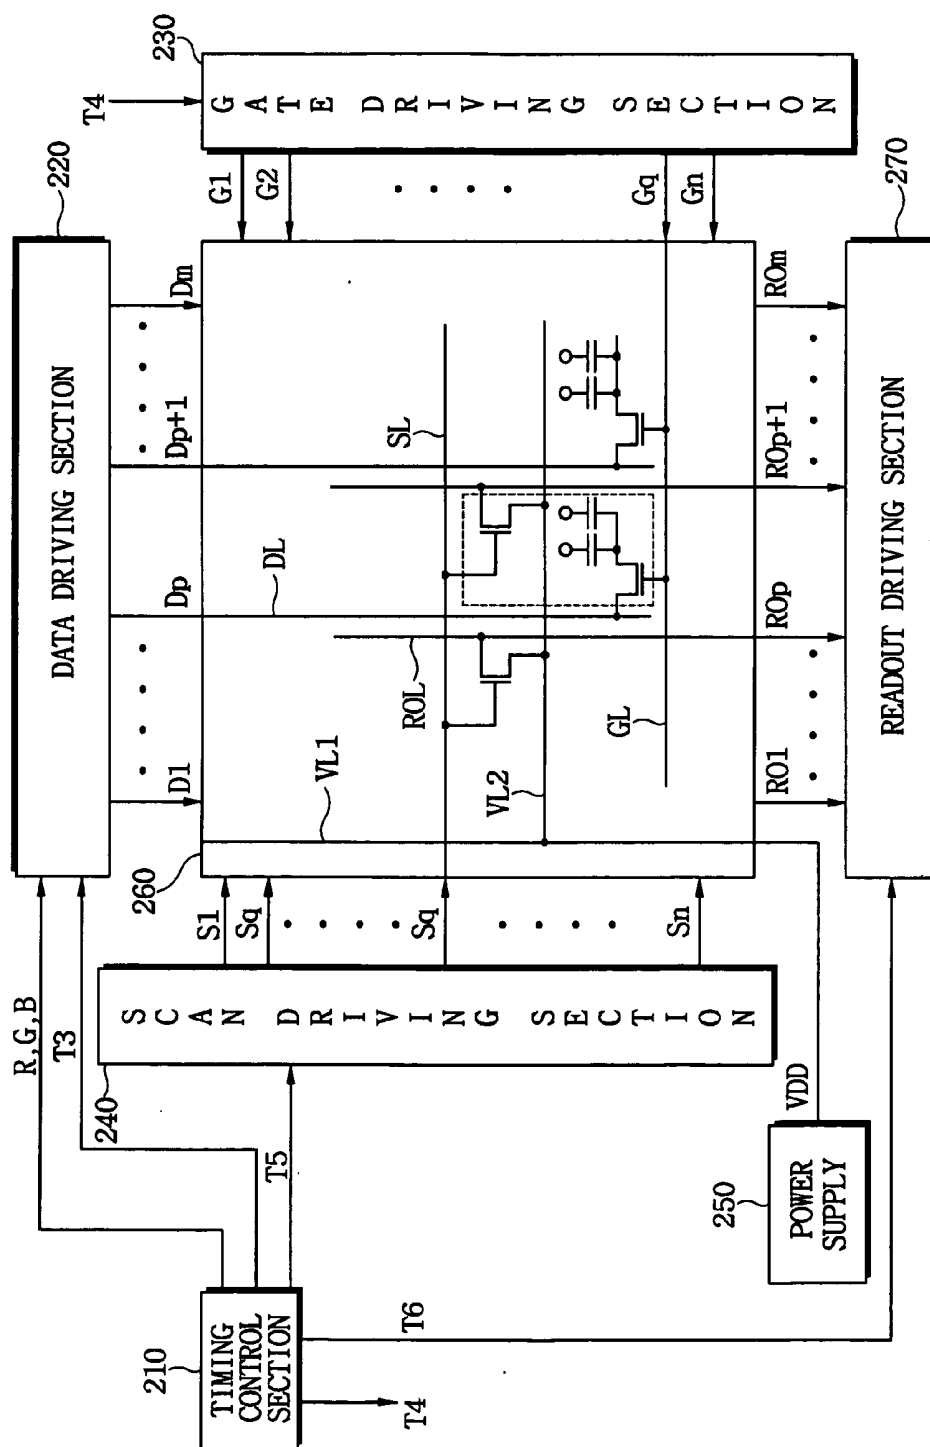 R,G,B
T3
220
DATA DRIVING SECTION
D1
Dp
Dp+1
Dm
T4
230
GATE DRIVING SECTION
G1
G2
Gq
Gn
260
VL1
DL
SL
ROL
VL2
GL
S1
Sq
Sq
Sn
240
SCAN DRIVING SECTION
T5
210
TIMING
CONTROL
SECTION
T4
T6
250
POWER
SUPPLY
VDD
RO1
ROp
ROp+1
ROm
270
READOUT DRIVING SECTION